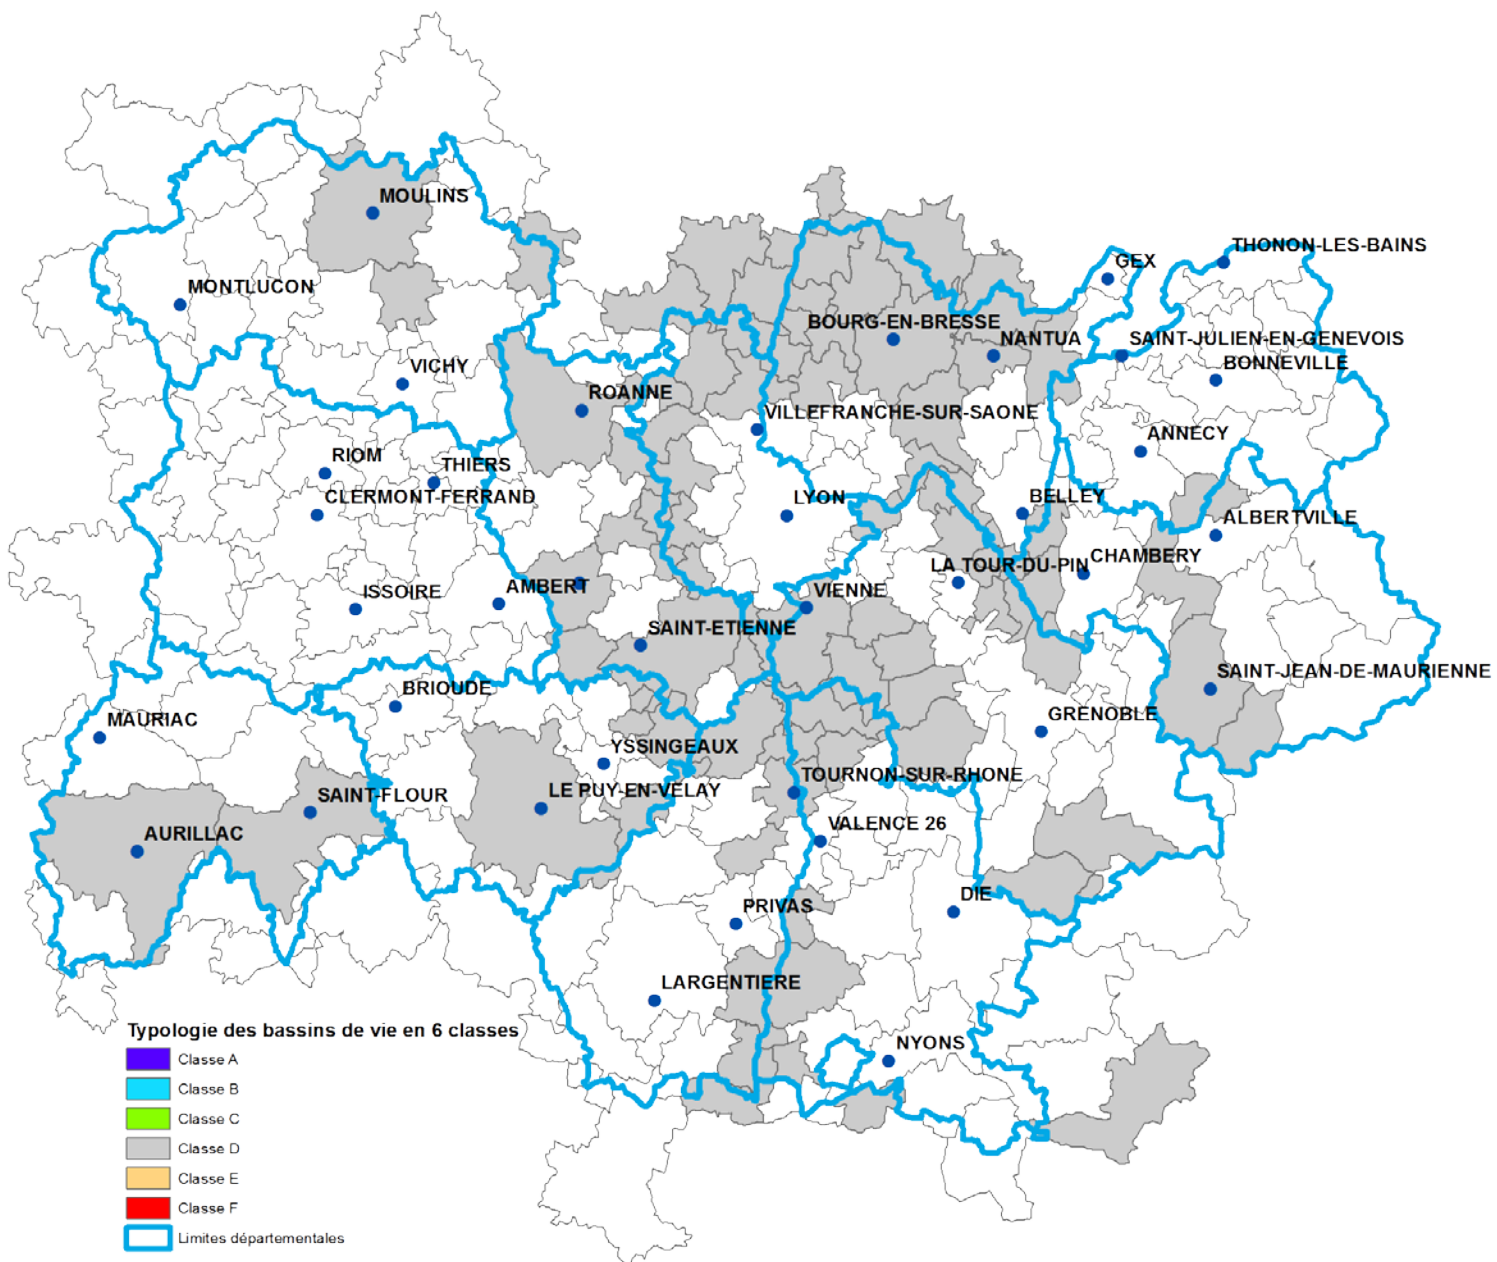 MOULINS
THONON-LES-BAINS
GEX
MONTLUCON
BOURG-EN-BRESSE
NANTUA
SAINT-JULIEN-EN-GENEVOIS
BONNEVILLE
VICHY
ROANNE
VILLEFRANCHE-SUR-SAONE
ANNECY
RIOM
THIERS
CLERMONT-FERRAND
LYON
BELLEY
ALBERTVILLE
CHAMBERY
LA TOUR-DU-PIN
ISSOIRE
AMBERT
VIENNE
SAINT-ETIENNE
SAINT-JEAN-DE-MAURIENNE
BRIOUDE
MAURIAC
GRENOBLE
YSSINGEAUX
TOURNON-SUR-RHONE
LE PUY-EN-VELAY
SAINT-FLOUR
VALENCE 26
AURILLAC
DIE
PRIVAS
LARGENTIERE
NYONS
Typologie des bassins de vie en 6 classes
Classe A
Classe B
Classe C
Classe D
Classe E
Classe F
Limites départementales